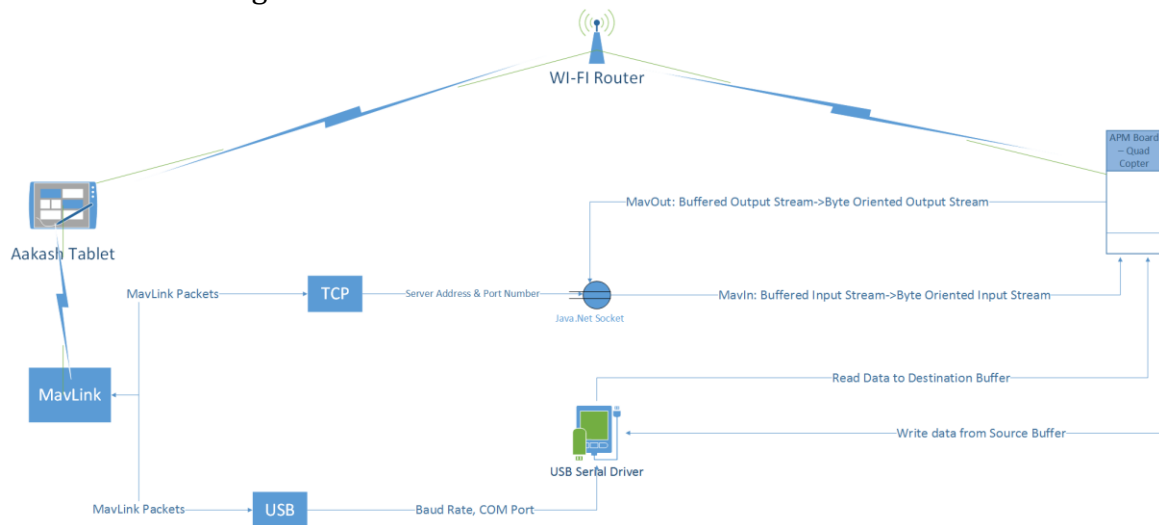 WI-FI Router
APM Board
– Quad
Copter
MavOut: Buffered Output Stream->Byte Oriented Output Stream
Aakash Tablet
MavLink Packets
TCP
Server Address & Port Number
MavIn: Buffered Input Stream->Byte Oriented Input Stream
Java.Net Socket
MavLink
Read Data to Destination Buffer
Write data from Source Buffer
USB Serial Driver
MavLink Packets
USB
Baud Rate, COM Port